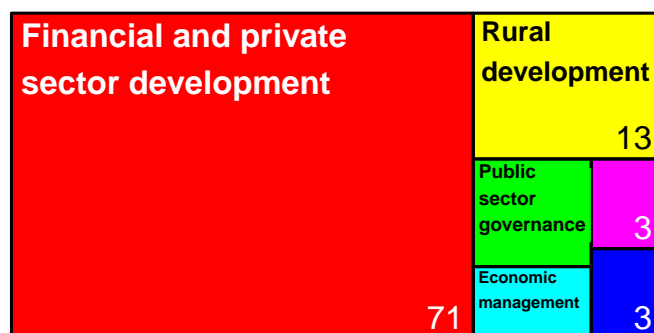 Financial and private
sector development
71
Rural
development
13
Public
sector
governance
3
Economic
management
3